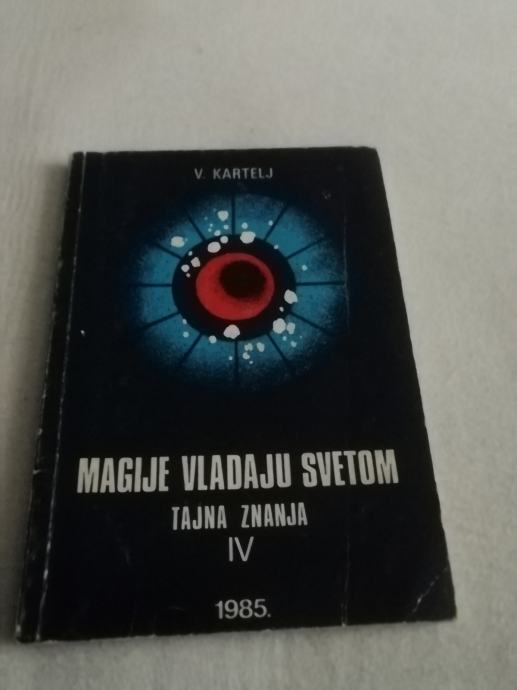 V. KARTELJ
MAGIJE VLADAJU SVETOM
TAJNA ZNANJA
IV
1985.